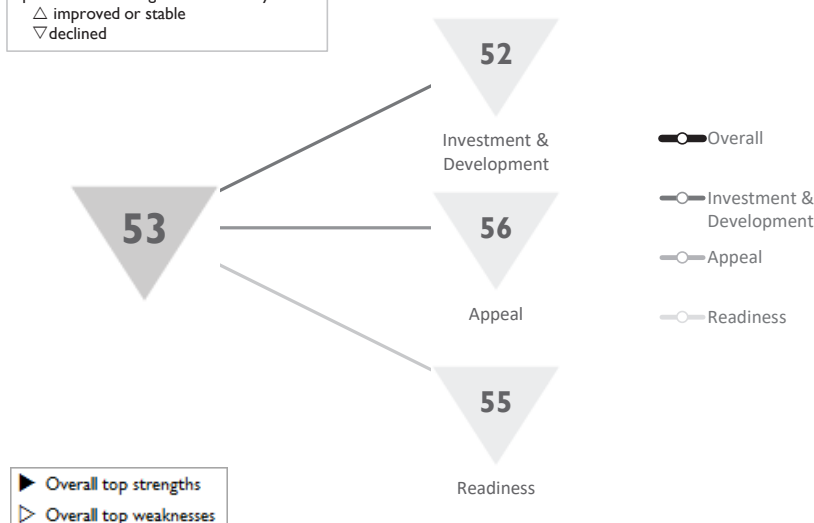 △ improved or stable
▽ declined
52
Investment &
Development
53
56
Appeal
55
Readiness
Overall
Investment &
Development
Appeal
Readiness
▶ Overall top strengths
▷ Overall top weaknesses